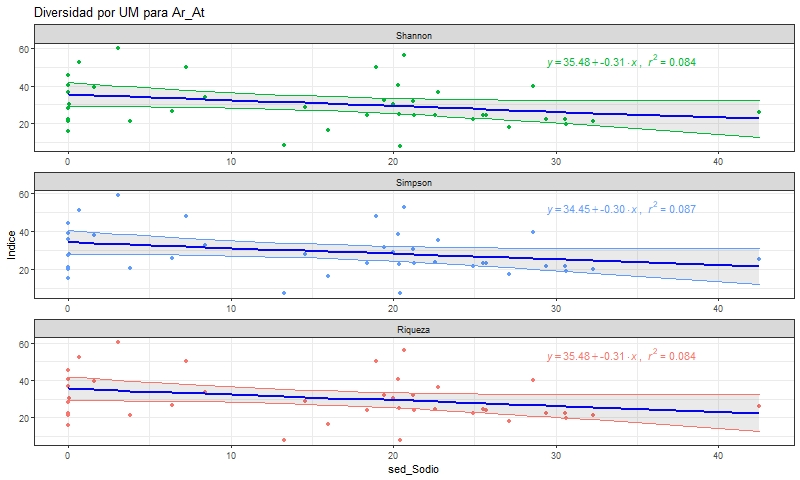 Diversidad por UM para Ar_At
Shannon
60
40
20
y = 35.48 + -0.31 · x , r² = 0.084
0 10 20 30 40
Simpson
60
40
20
y = 34.45 + -0.30 · x , r² = 0.087
0 10 20 30 40
Indice
Riqueza
60
40
20
y = 35.48 + -0.31 · x , r² = 0.084
0 10 20 30 40
sed_Sodio